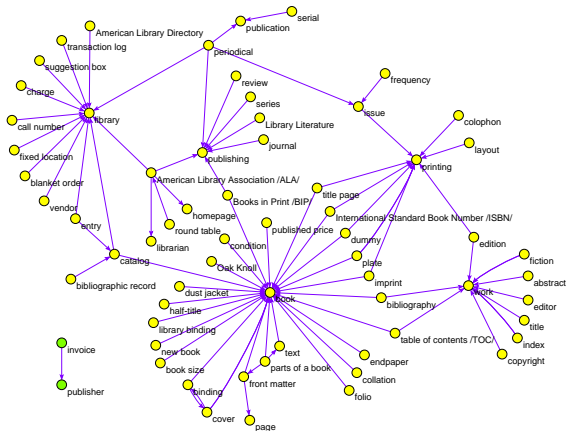 serial
American Library Directory
publication
transaction log
periodical
suggestion box
review
frequency
charge
series
issue
library
Library Literature
colophon
call number
journal
layout
fixed location
publishing
printing
blanket order
American Library Association /ALA/
title page
Books in Print /BIP/
vendor
homepage
International Standard Book Number /ISBN/
entry
round table
published price
dummy
edition
librarian
condition
catalog
plate
fiction
Oak Knoll
bibliographic record
imprint
abstract
dust jacket
book
work
bibliography
editor
half-title
title
library binding
table of contents /TOC/
index
new book
text
endpaper
copyright
book size
parts of a book
collation
binding
front matter
folio
cover
page
invoice
publisher